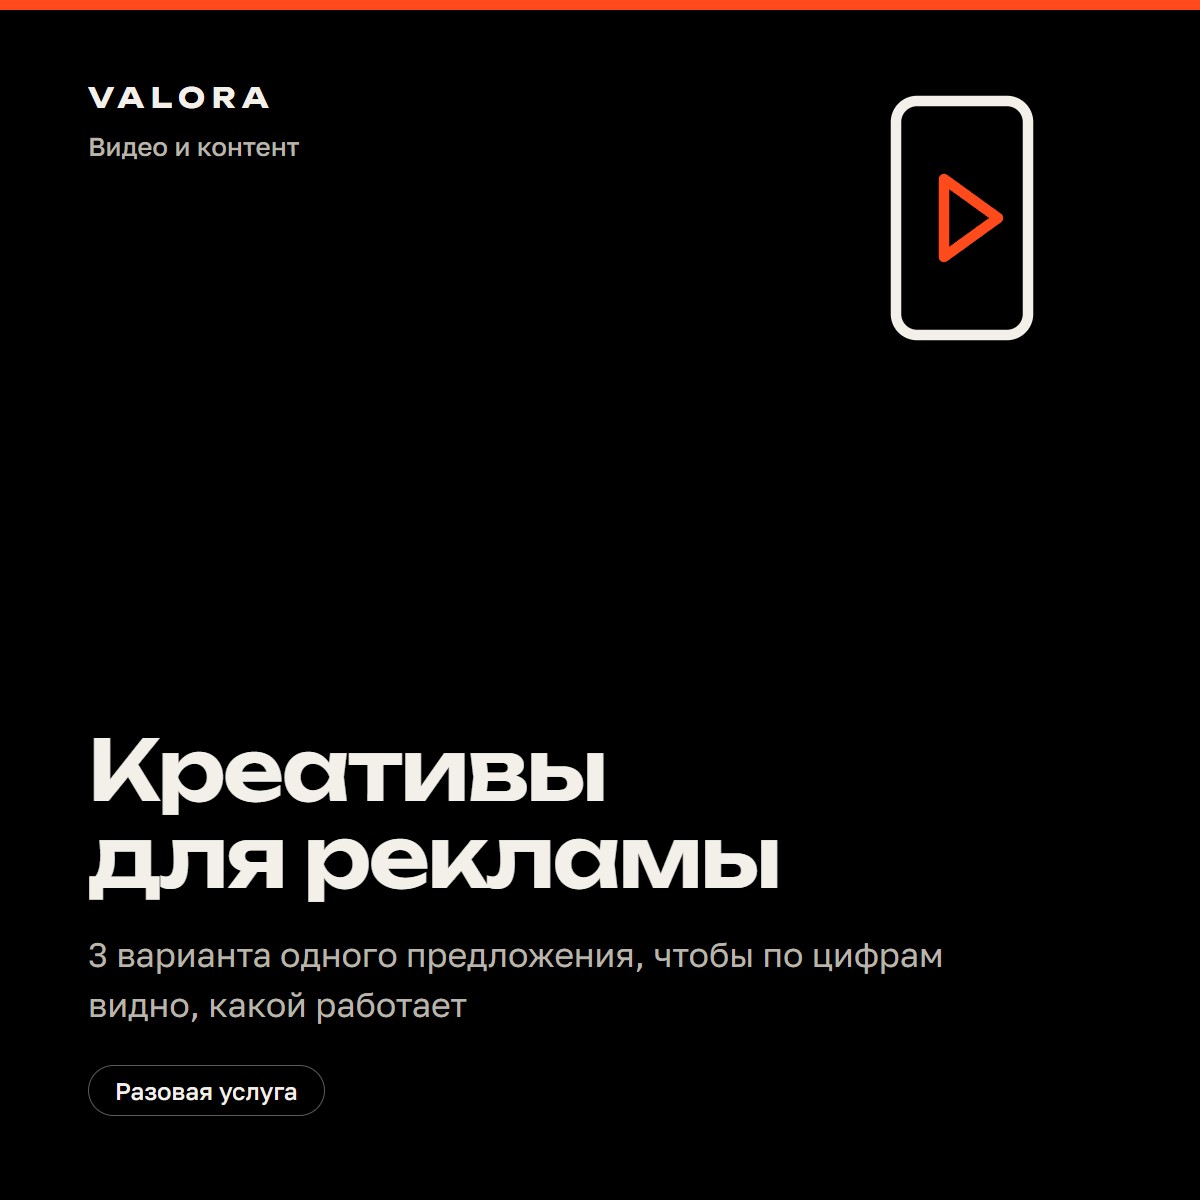 VALORA
Видео и контент
Креативы
для рекламы
3 варианта одного предложения, чтобы по цифрам
видно, какой работает
Разовая услуга